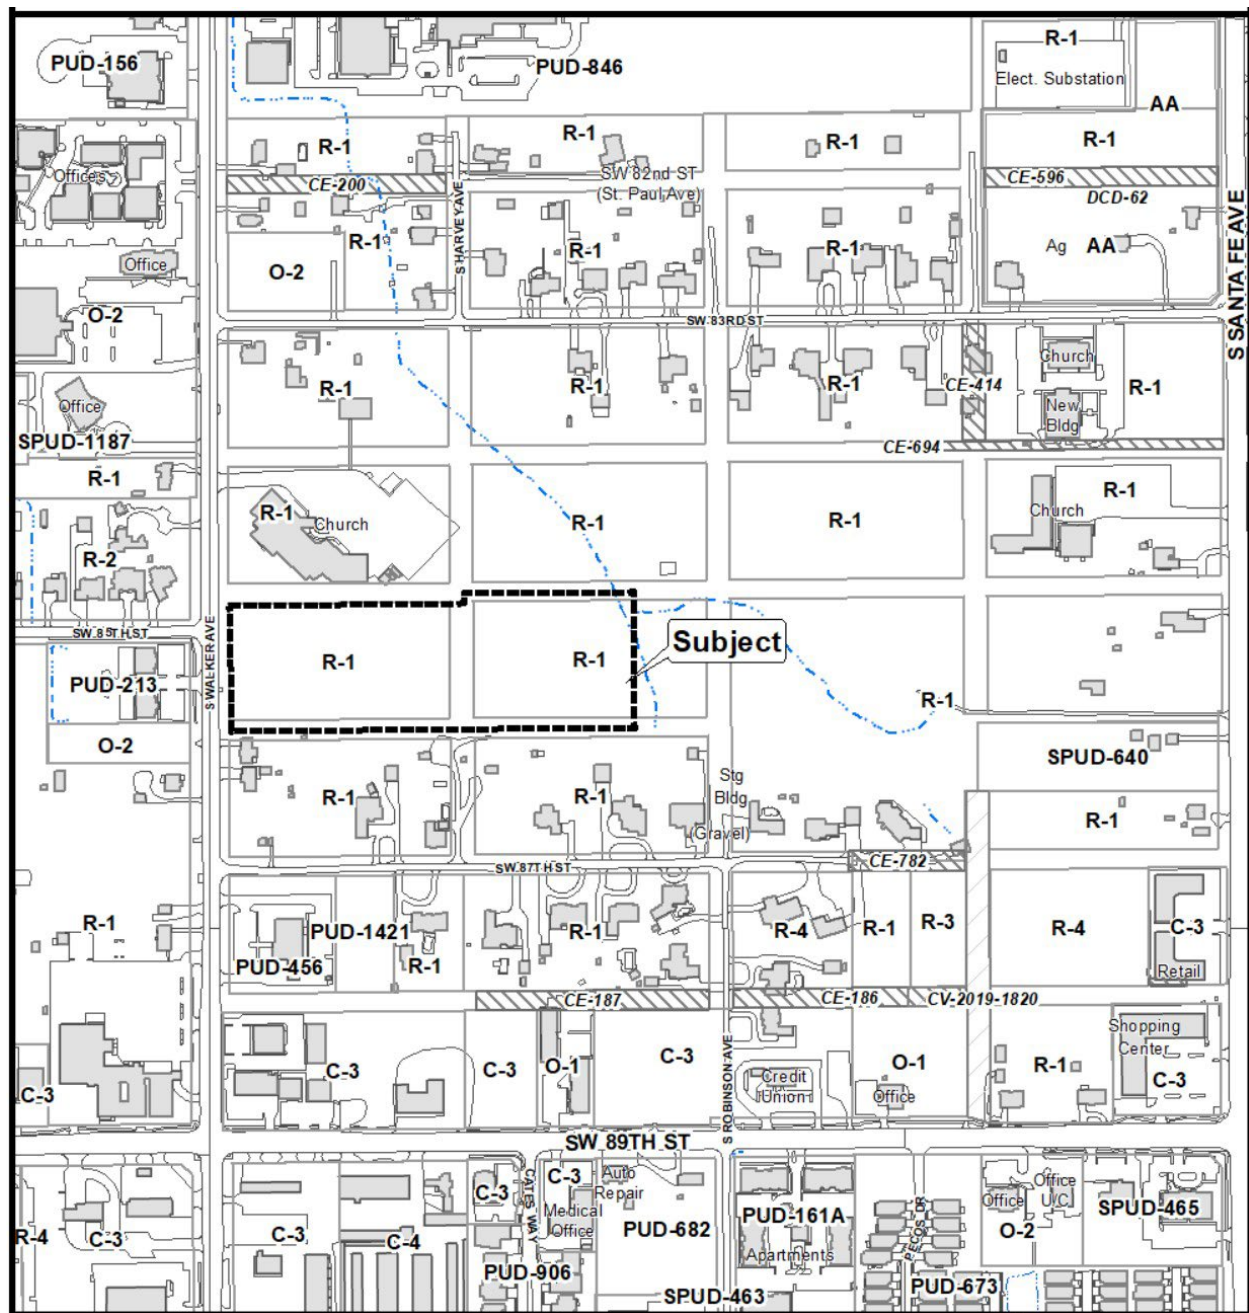 PUD-156
PUD-846
R-1
Elect. Substation
AA
R-1
R-1
R-1
R-1
Offices
CE-200
SW 82nd ST
(St. Paul Ave)
CE-596
DCD-62
S HARVEY AVE
R-1
R-1
R-1
Ag
AA
Office
O-2
S SANTA FE AVE
O-2
SW 83RD ST
Church
R-1
R-1
R-1
CE-414
R-1
Office
New
Bldg
SPUD-1187
CE-694
R-1
R-1
R-1
Church
R-1
R-1
Church
R-2
S WALKER AVE
SW 85TH ST
Subject
R-1
R-1
PUD-213
R-1
O-2
SPUD-640
Stg
Bldg
(Gravel)
R-1
R-1
R-1
SW 87TH ST
CE-782
R-1
PUD-1421
R-1
R-4
R-1
R-3
R-4
C-3
PUD-456
R-1
Retail
CE-187
CE-186
CV-2019-1820
Shopping
Center
C-3
C-3
O-1
C-3
O-1
R-1
C-3
C-3
S ROBINSON AVE
Credit
Union
Office
SW 89TH ST
C-3
CATES WAY
C-3
Auto
Repair
Medical
Office
Office
Office
U/C
SPUD-465
R-4
C-3
C-3
C-4
PUD-682
PUD-161A
PECOS DR
O-2
Apartments
PUD-906
PUD-673
SPUD-463